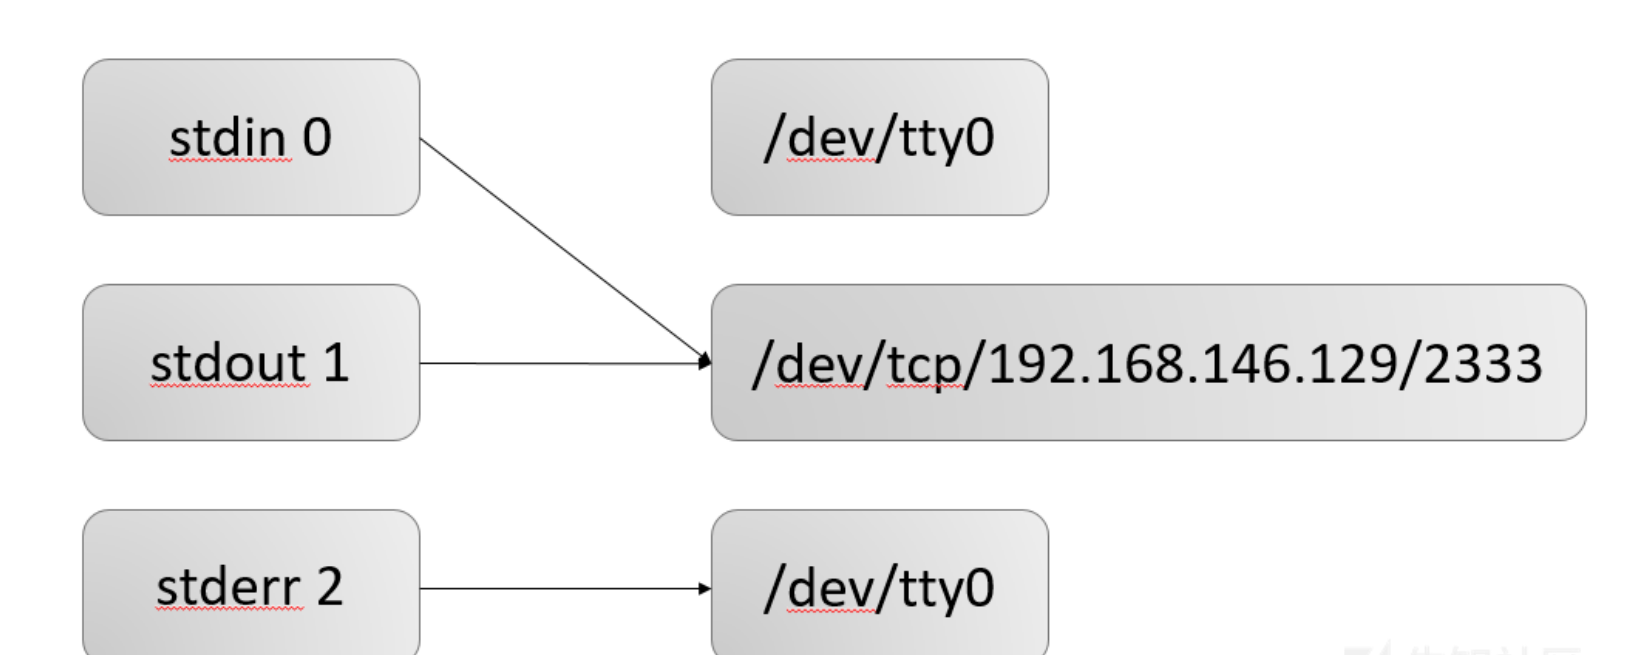 stdin 0
/dev/tty0
stdout 1
/dev/tcp/192.168.146.129/2333
stderr 2
/dev/tty0